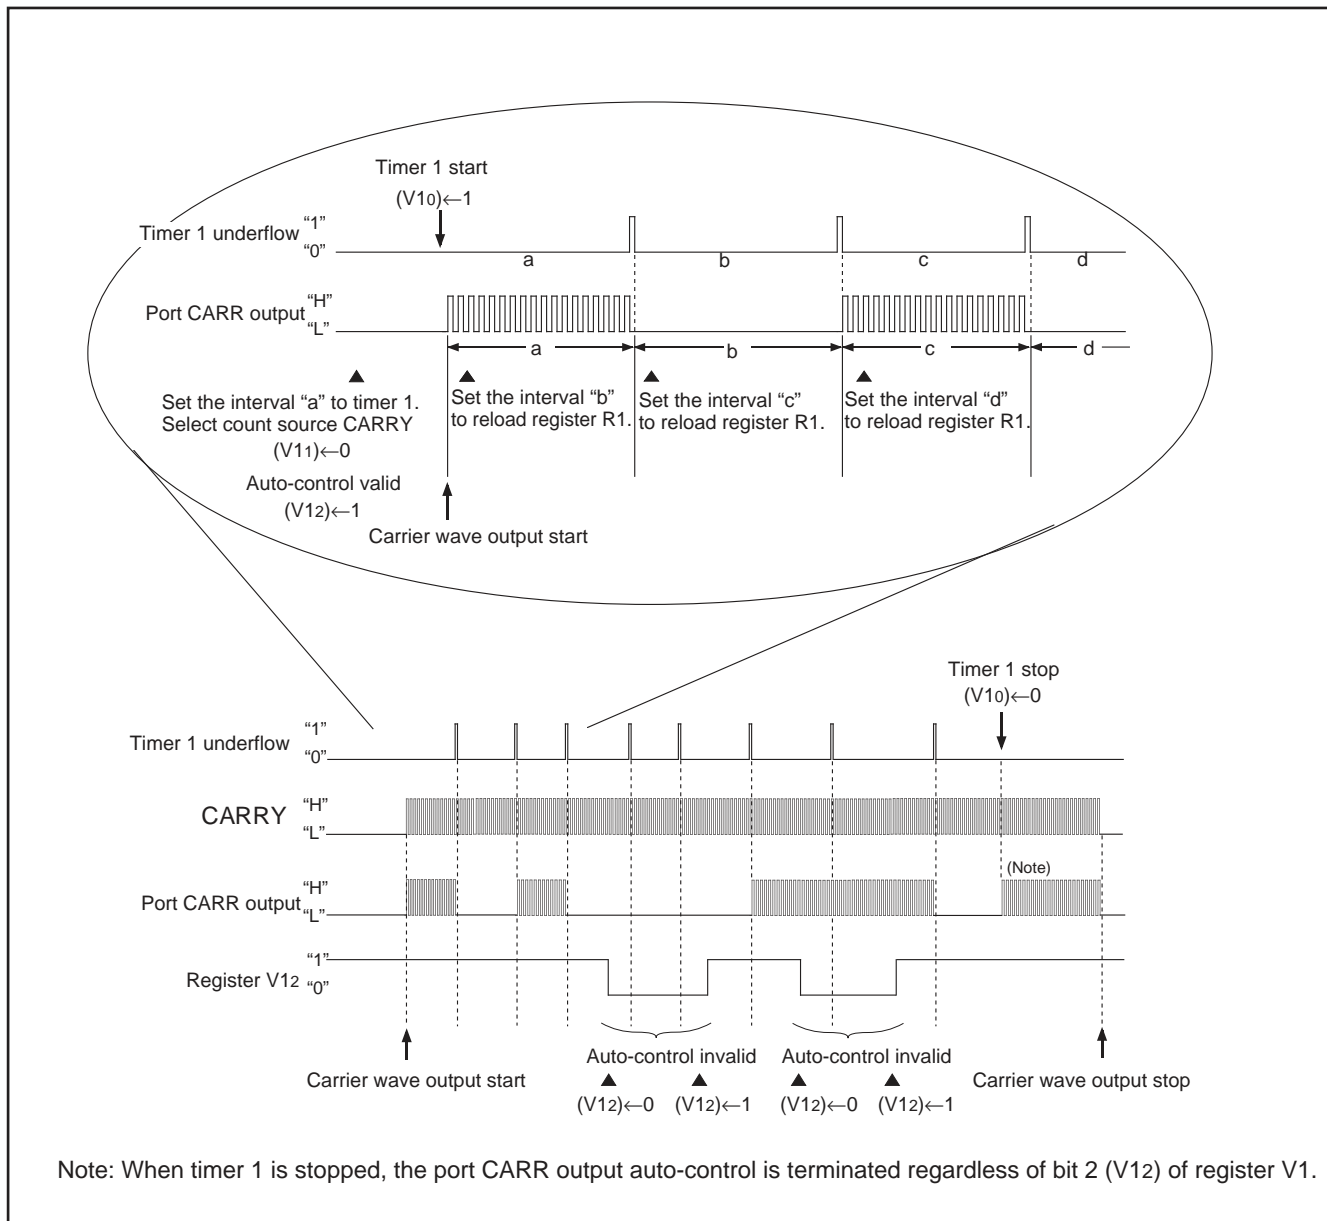 Timer 1 start
(V10)←1
Timer 1 underflow
“1”
“0”
a
b
c
d
Port CARR output
“H”
“L”
a
b
c
d
Set the interval “a” to timer 1.
Select count source CARRY
(V11)←0
Auto-control valid
(V12)←1
Set the interval “b”
to reload register R1.
Set the interval “c”
to reload register R1.
Set the interval “d”
to reload register R1.
Carrier wave output start
Timer 1 stop
(V10)←0
Timer 1 underflow
“1”
“0”
CARRY
“H”
“L”
(Note)
Port CARR output
“H”
“L”
Register V12
“1”
“0”
Auto-control invalid
Auto-control invalid
Carrier wave output start
Carrier wave output stop
(V12)←0
(V12)←1
(V12)←0
(V12)←1
Note: When timer 1 is stopped, the port CARR output auto-control is terminated regardless of bit 2 (V12) of register V1.